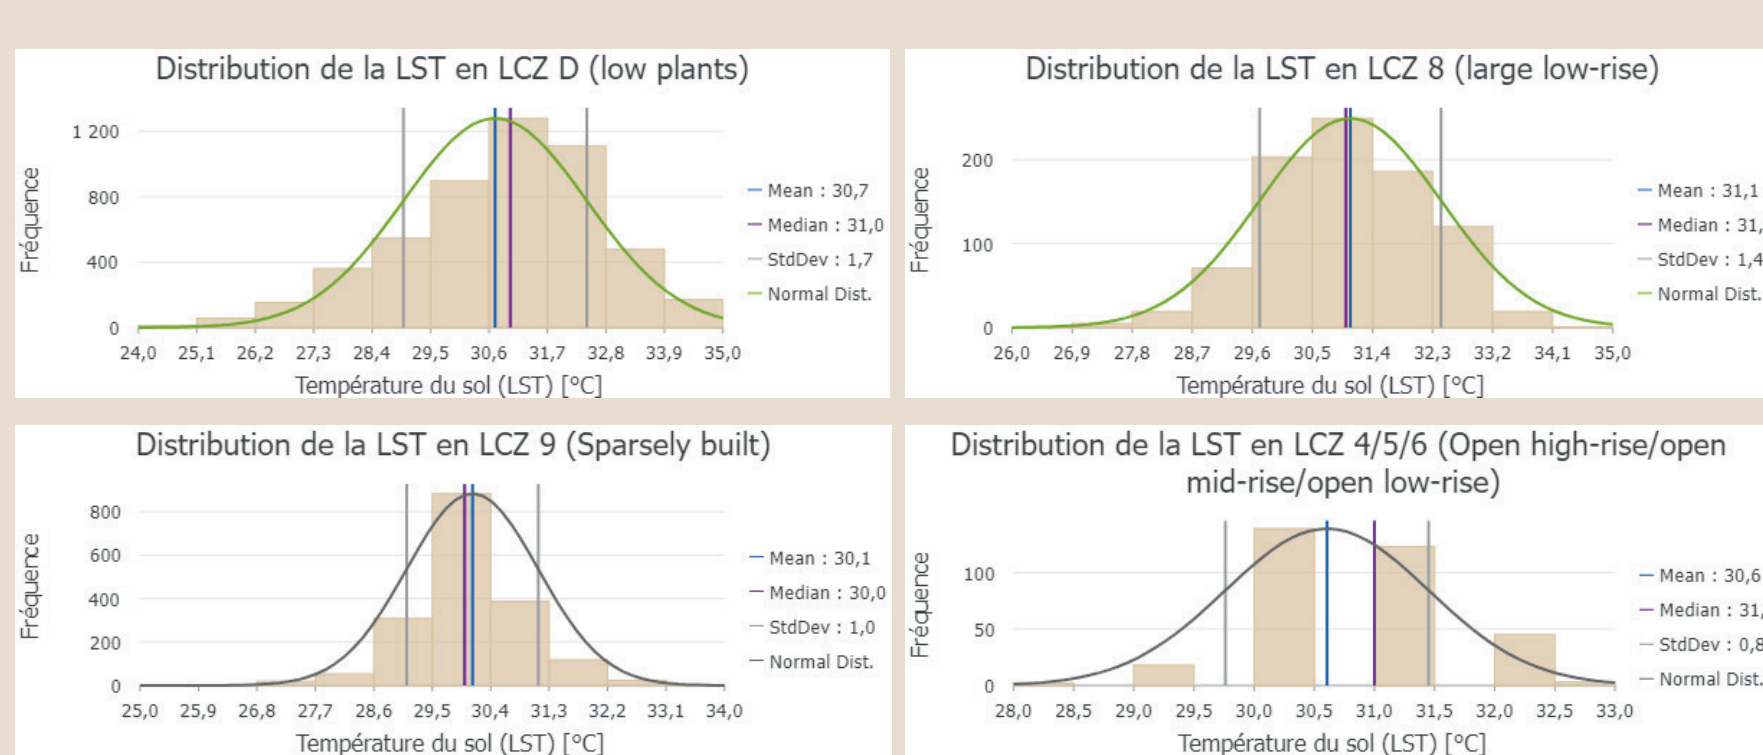 Distribution de la LST en LCZ D (low plants)
Fréquence
1 200
800
400
0
24,0 25,1 26,2 27,3 28,4 29,5 30,6 31,7 32,8 33,9 35,0
Température du sol (LST) [°C]
Mean : 30,7
Median : 31,0
StdDev : 1,7
Normal Dist.
Distribution de la LST en LCZ 8 (large low-rise)
Fréquence
200
100
0
26,0 26,9 27,8 28,7 29,6 30,5 31,4 32,3 33,2 34,1 35,0
Température du sol (LST) [°C]
Mean : 31,1
Median : 31,
StdDev : 1,4
Normal Dist.
Distribution de la LST en LCZ 9 (Sparsely built)
Fréquence
800
600
400
200
0
25,0 25,9 26,8 27,7 28,6 29,5 30,4 31,3 32,2 33,1 34,0
Température du sol (LST) [°C]
Mean : 30,1
Median : 30,0
StdDev : 1,0
Normal Dist.
Distribution de la LST en LCZ 4/5/6 (Open high-rise/open
mid-rise/open low-rise)
Fréquence
100
50
0
28,0 28,5 29,0 29,5 30,0 30,5 31,0 31,5 32,0 32,5 33,0
Température du sol (LST) [°C]
Mean : 30,6
Median : 31,
StdDev : 0,8
Normal Dist.